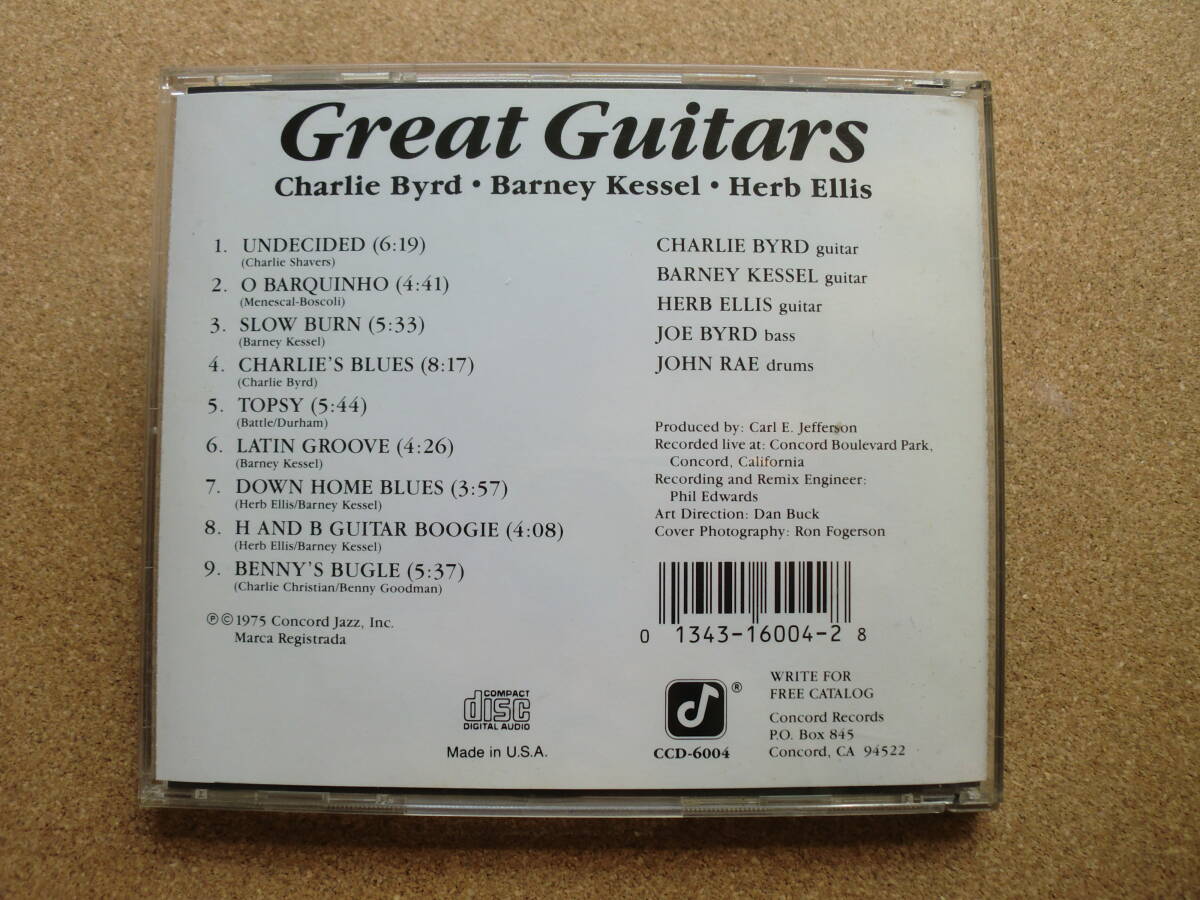 Great Guitars
Charlie Byrd • Barney Kessel • Herb Ellis
1. UNDECIDED (6:19)
(Charlie Shavers)
2. O BARQUINHO (4:41)
(Menescal-Boscoli)
3. SLOW BURN (5:33)
(Barney Kessel)
4. CHARLIE'S BLUES (8:17)
(Charlie Byrd)
5. TOPSY (5:44)
(Battle/Durham)
6. LATIN GROOVE (4:26)
(Barney Kessel)
7. DOWN HOME BLUES (3:57)
(Herb Ellis/Barney Kessel)
8. H AND B GUITAR BOOGIE (4:08)
(Herb Ellis/Barney Kessel)
9. BENNY'S BUGLE (5:37)
(Charlie Christian/Benny Goodman)
℗©1975 Concord Jazz, Inc.
Marca Registrada
CHARLIE BYRD guitar
BARNEY KESSEL guitar
HERB ELLIS guitar
JOE BYRD bass
JOHN RAE drums
Produced by: Carl E. Jefferson
Recorded live at: Concord Boulevard Park,
Concord, California
Recording and Remix Engineer:
Phil Edwards
Art Direction: Dan Buck
Cover Photography: Ron Fogerson
0 1343-16004-2 8
COMPACT
disc
DIGITAL AUDIO
Made in U.S.A.
®
CCD-6004
WRITE FOR
FREE CATALOG
Concord Records
P.O. Box 845
Concord, CA 94522